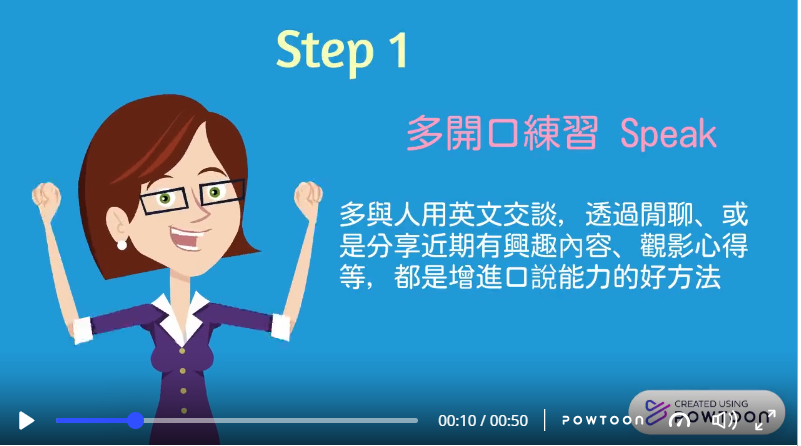 Step 1
多開口練習 Speak
多與人用英文交談，透過閒聊、或
是分享近期有興趣內容、觀影心得
等，都是增進口說能力的好方法
CREATED USING
POWTOON
00:10 / 00:50
POWTOON